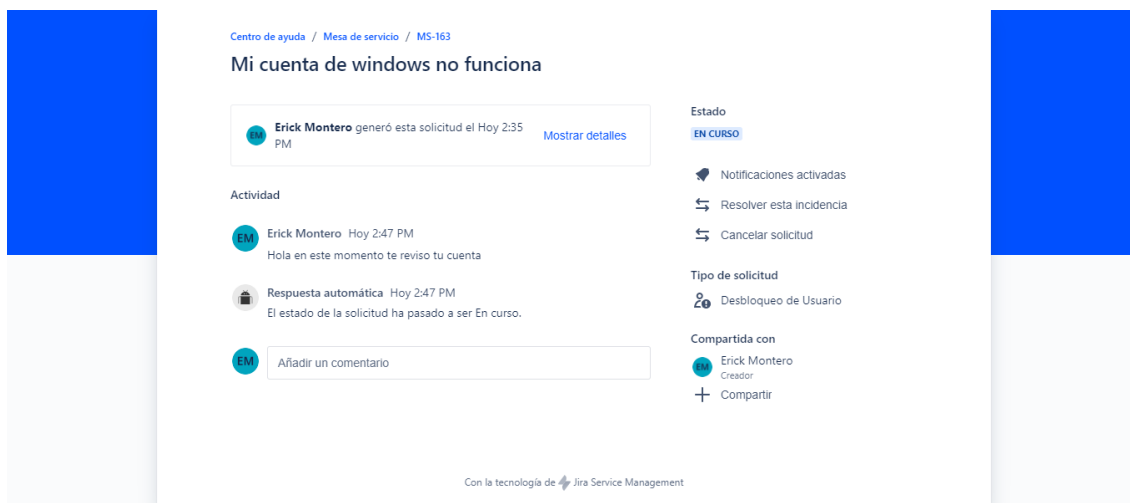 Centro de ayuda / Mesa de servicio / MS-163
Mi cuenta de windows no funciona
EM
Erick Montero generó esta solicitud el Hoy 2:35
PM
Mostrar detalles
Actividad
EM
Erick Montero Hoy 2:47 PM
Hola en este momento te reviso tu cuenta
Respuesta automática Hoy 2:47 PM
El estado de la solicitud ha pasado a ser En curso.
EM
Añadir un comentario
Estado
EN CURSO
Notificaciones activadas
Resolver esta incidencia
Cancelar solicitud
Tipo de solicitud
Desbloqueo de Usuario
Compartida con
EM
Erick Montero
Creador
Compartir
Con la tecnología de Jira Service Management